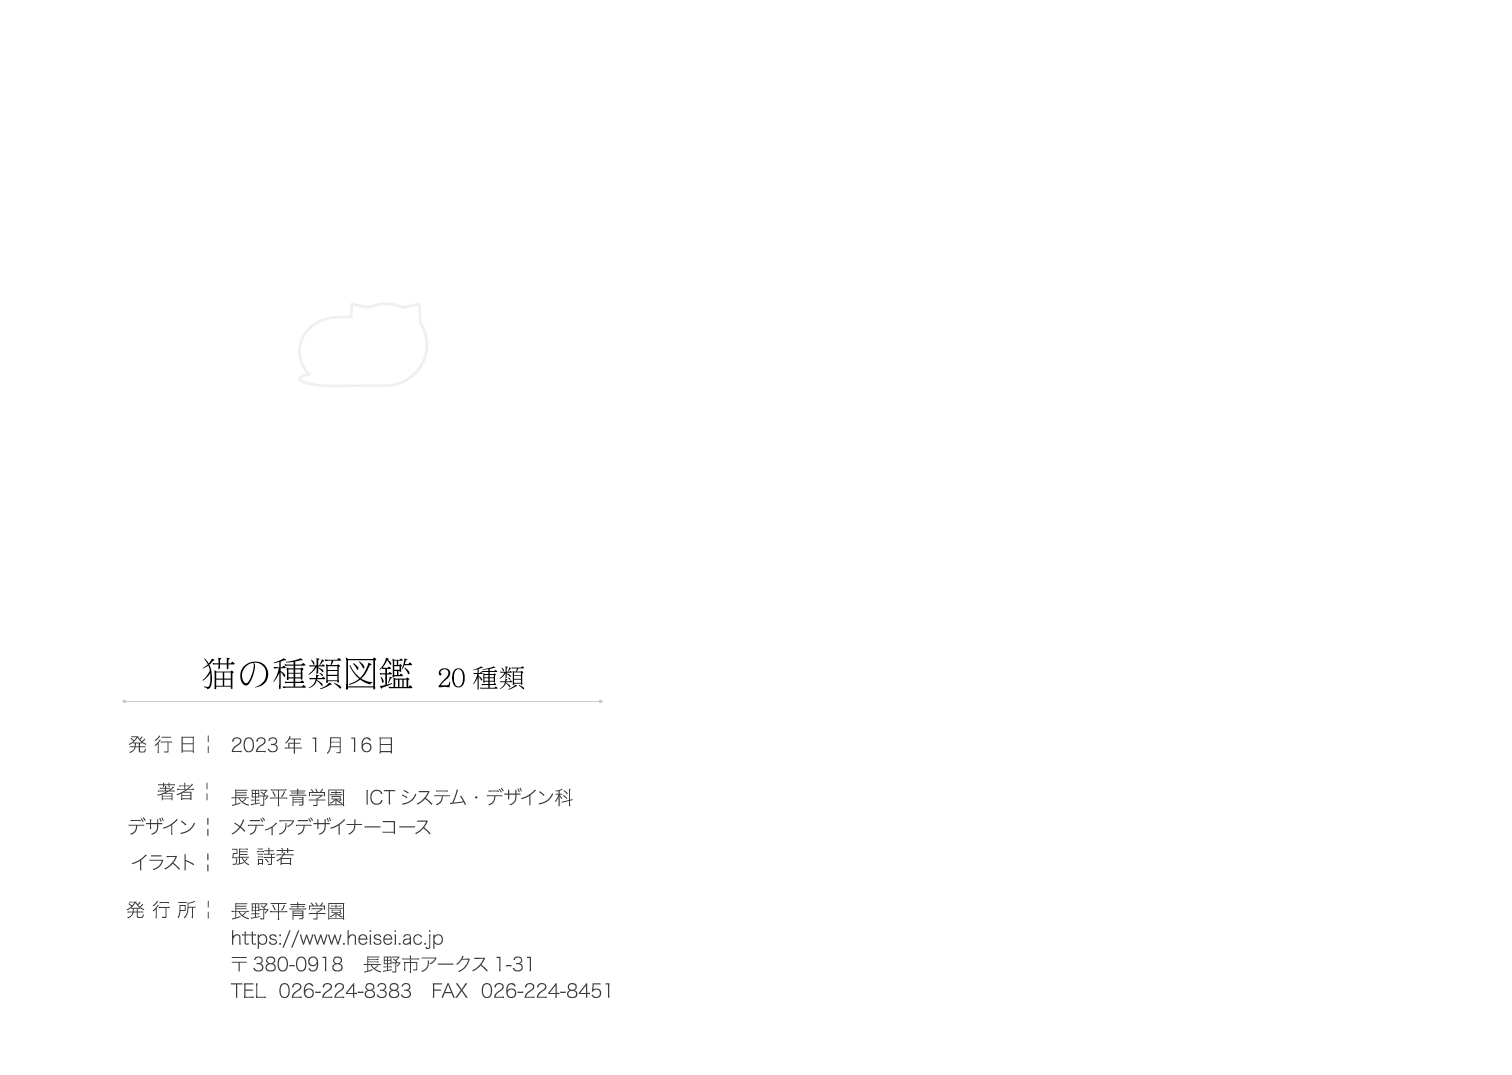 猫の種類図鑑 20 種類
発 行 日 ¦ 2023 年 1 月 16 日
著者 ¦ 長野平青学園 ICT システム・デザイン科
デザイン ¦ メディアデザイナーコース
イラスト ¦ 張 詩若
発 行 所 ¦ 長野平青学園
https://www.heisei.ac.jp
〒 380-0918 長野市アークス 1-31
TEL 026-224-8383 FAX 026-224-8451